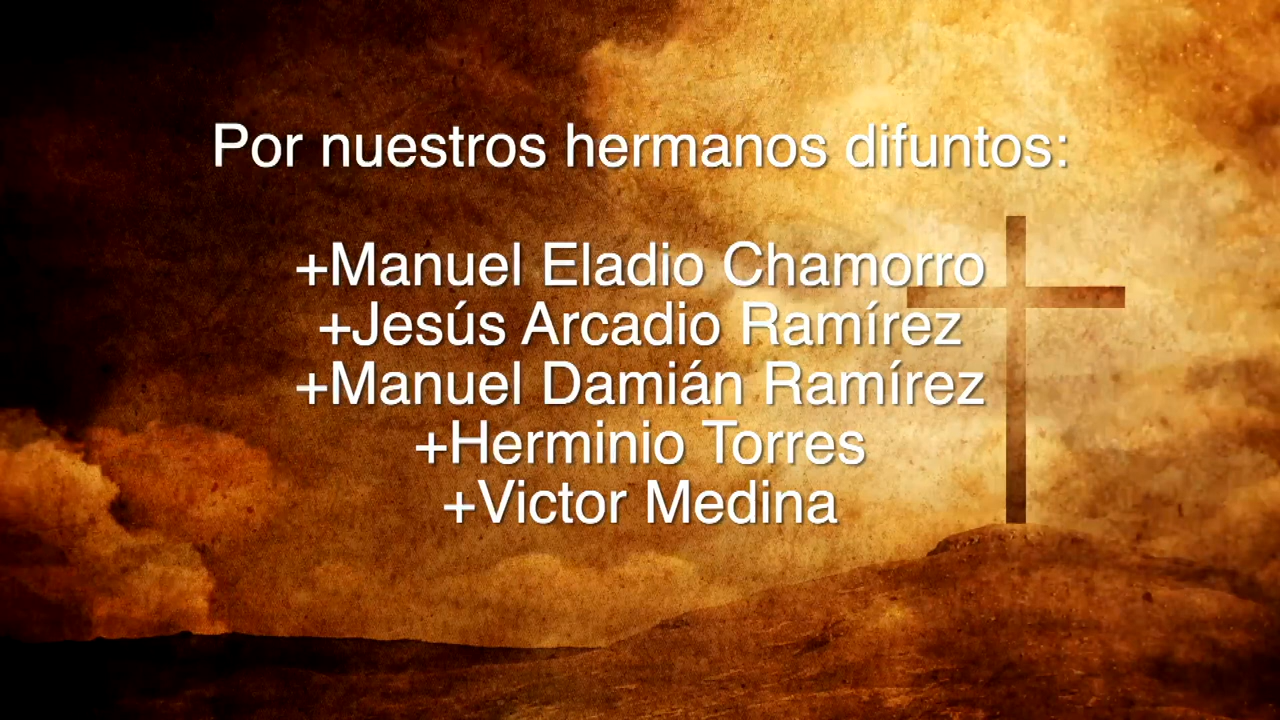 Por nuestros hermanos difuntos:
+Manuel Eladio Chamorro
+Jesús Arcadio Ramírez
+Manuel Damián Ramírez
+Herminio Torres
+Victor Medina